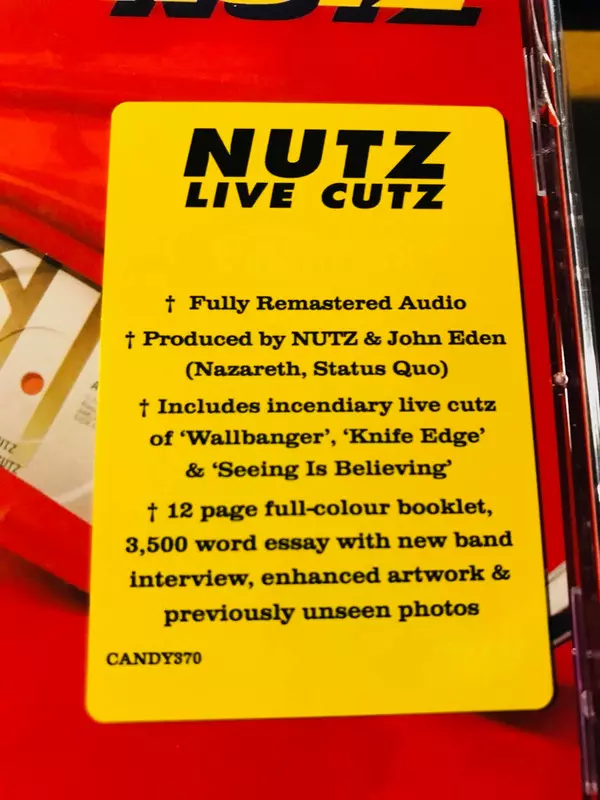 NUTZ
NUTZ
LIVE CUTZ
† Fully Remastered Audio
† Produced by NUTZ & John Eden
(Nazareth, Status Quo)
† Includes incendiary live cutz
of ‘Wallbanger’, ‘Knife Edge’
& ‘Seeing Is Believing’
† 12 page full-colour booklet,
3,500 word essay with new band
interview, enhanced artwork &
previously unseen photos
CANDY370